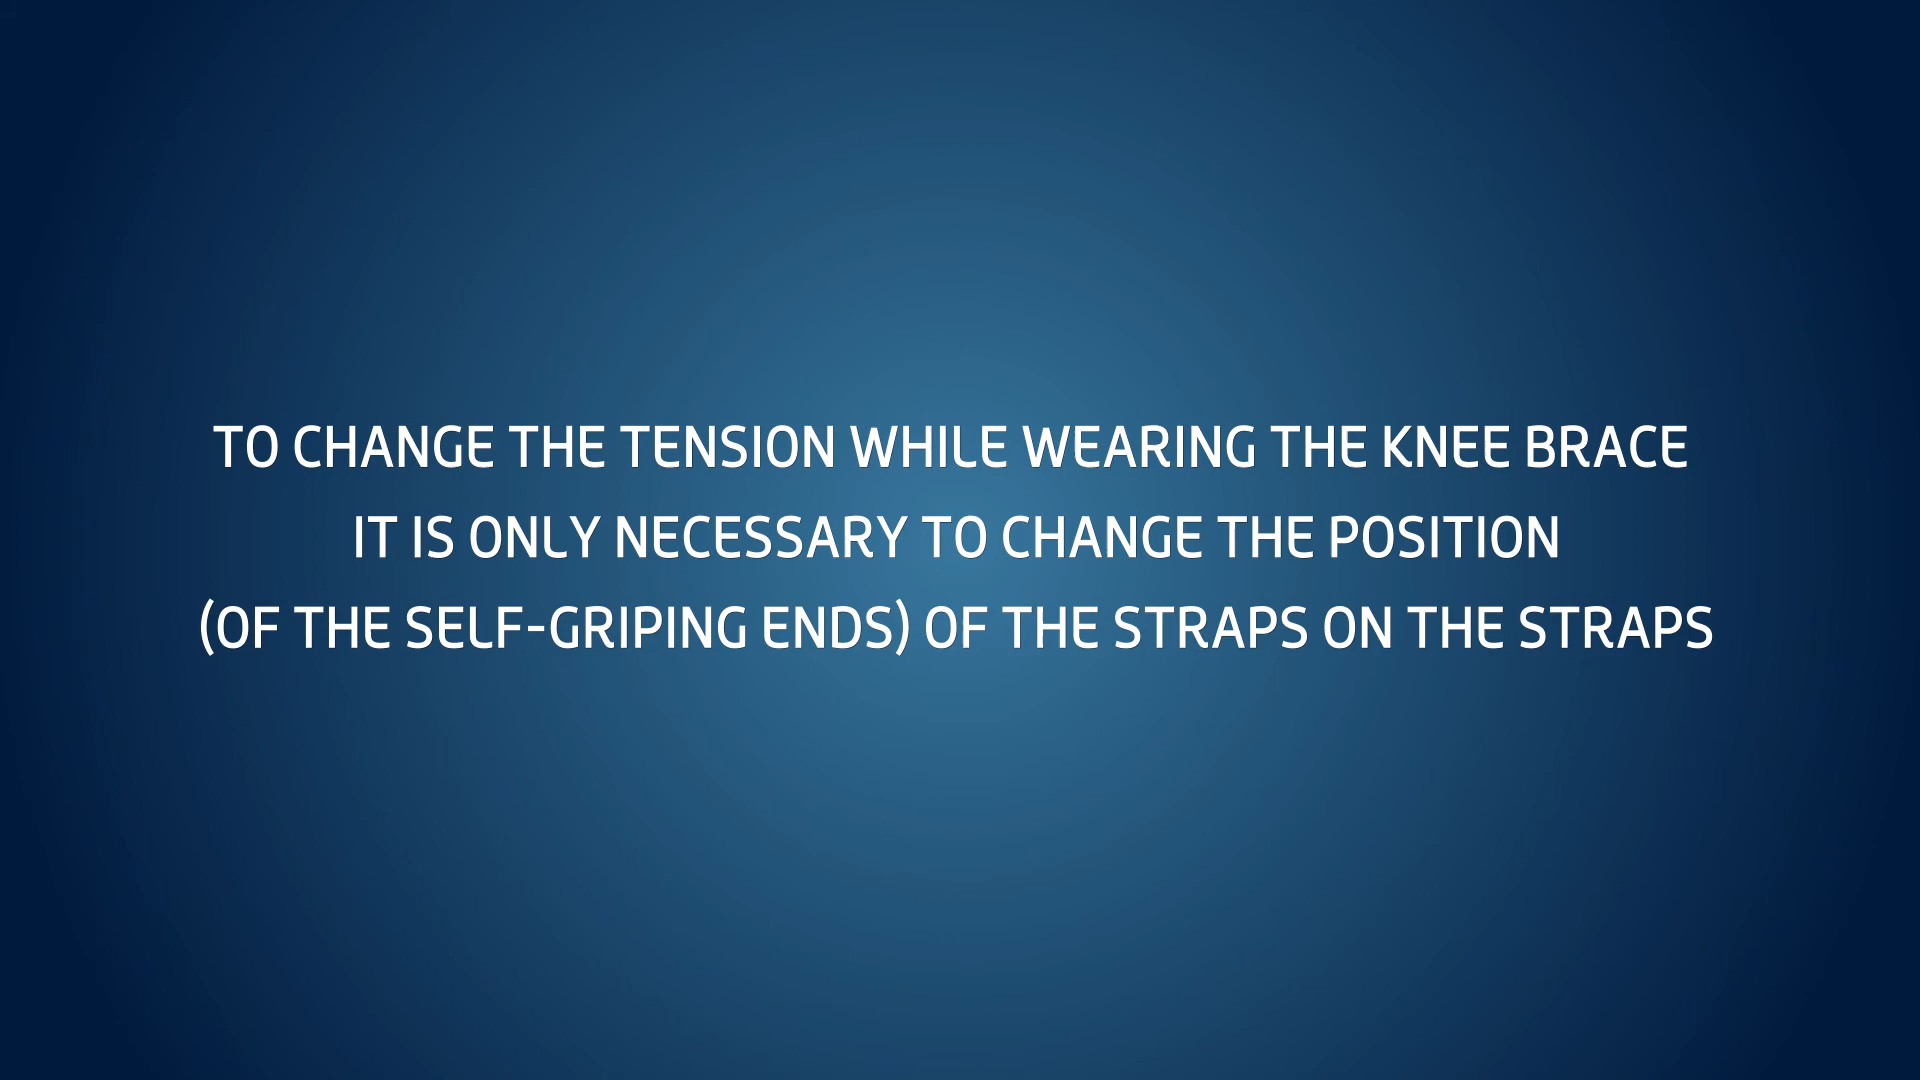 TO CHANGE THE TENSION WHILE WEARING THE KNEE BRACE
IT IS ONLY NECESSARY TO CHANGE THE POSITION
(OF THE SELF-GRIPING ENDS) OF THE STRAPS ON THE STRAPS